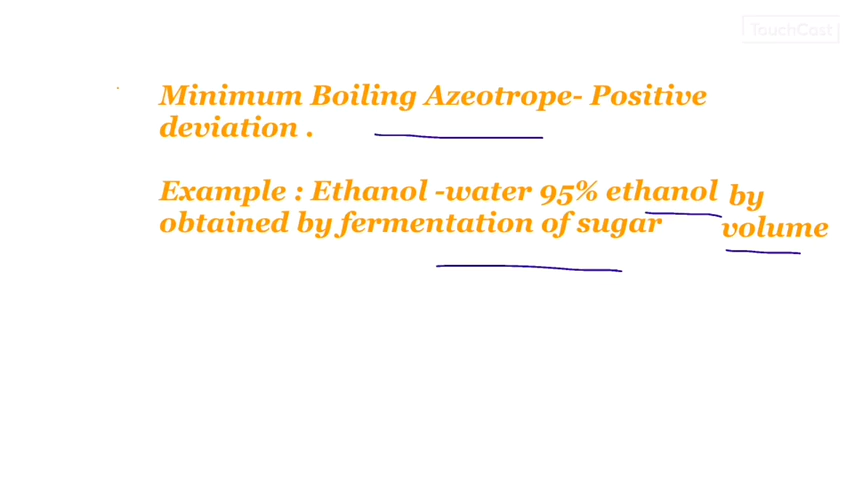 TouchCast
Minimum Boiling Azeotrope- Positive
deviation .
Example : Ethanol -water 95% ethanol by
obtained by fermentation of sugar volume